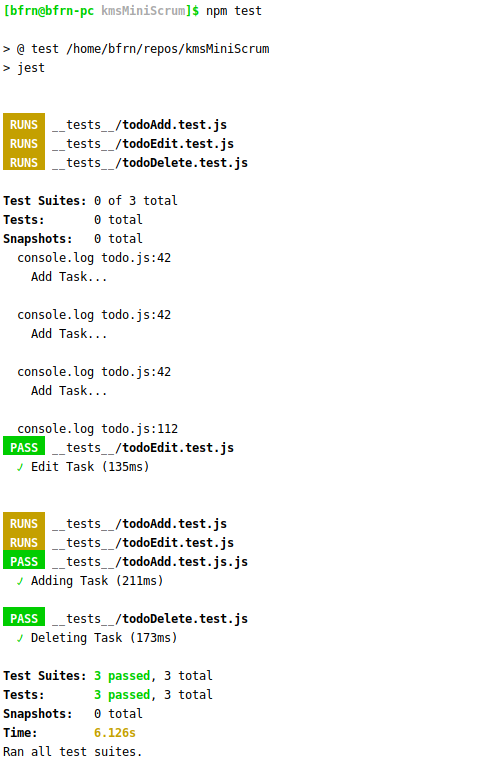 [bfrn@bfrn-pc kmsMiniScrum]$ npm test
> @ test /home/bfrn/repos/kmsMiniScrum
> jest
RUNS __tests__/todoAdd.test.js
RUNS __tests__/todoEdit.test.js
RUNS __tests__/todoDelete.test.js
Test Suites: 0 of 3 total
Tests: 0 total
Snapshots: 0 total
console.log todo.js:42
Add Task...
console.log todo.js:42
Add Task...
console.log todo.js:42
Add Task...
console.log todo.js:112
PASS __tests__/todoEdit.test.js
✓ Edit Task (135ms)
RUNS __tests__/todoAdd.test.js
RUNS __tests__/todoEdit.test.js
PASS __tests__/todoAdd.test.js.js
✓ Adding Task (211ms)
PASS __tests__/todoDelete.test.js
✓ Deleting Task (173ms)
Test Suites: 3 passed, 3 total
Tests: 3 passed, 3 total
Snapshots: 0 total
Time: 6.126s
Ran all test suites.